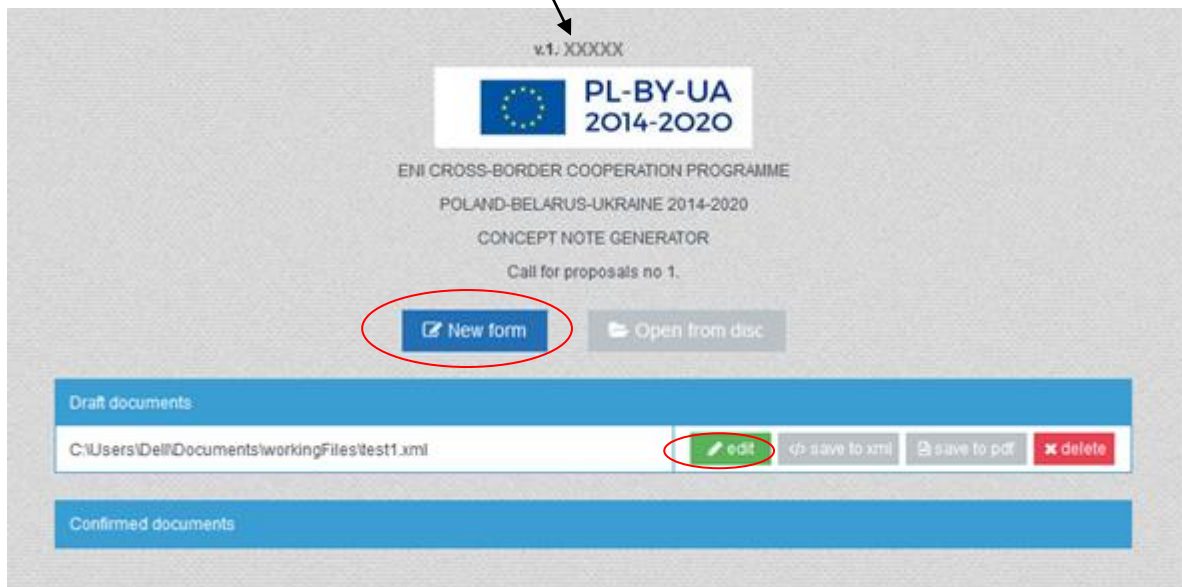 v.1. XXXXX
PL-BY-UA
2014-2020
ENI CROSS-BORDER COOPERATION PROGRAMME
POLAND-BELARUS-UKRAINE 2014-2020
CONCEPT NOTE GENERATOR
Call for proposals no 1.
New form Open from disc
Draft documents
C:\Users\Dell\Documents\workingFiles\test1.xml edit </> save to xml save to pdf delete
Confirmed documents